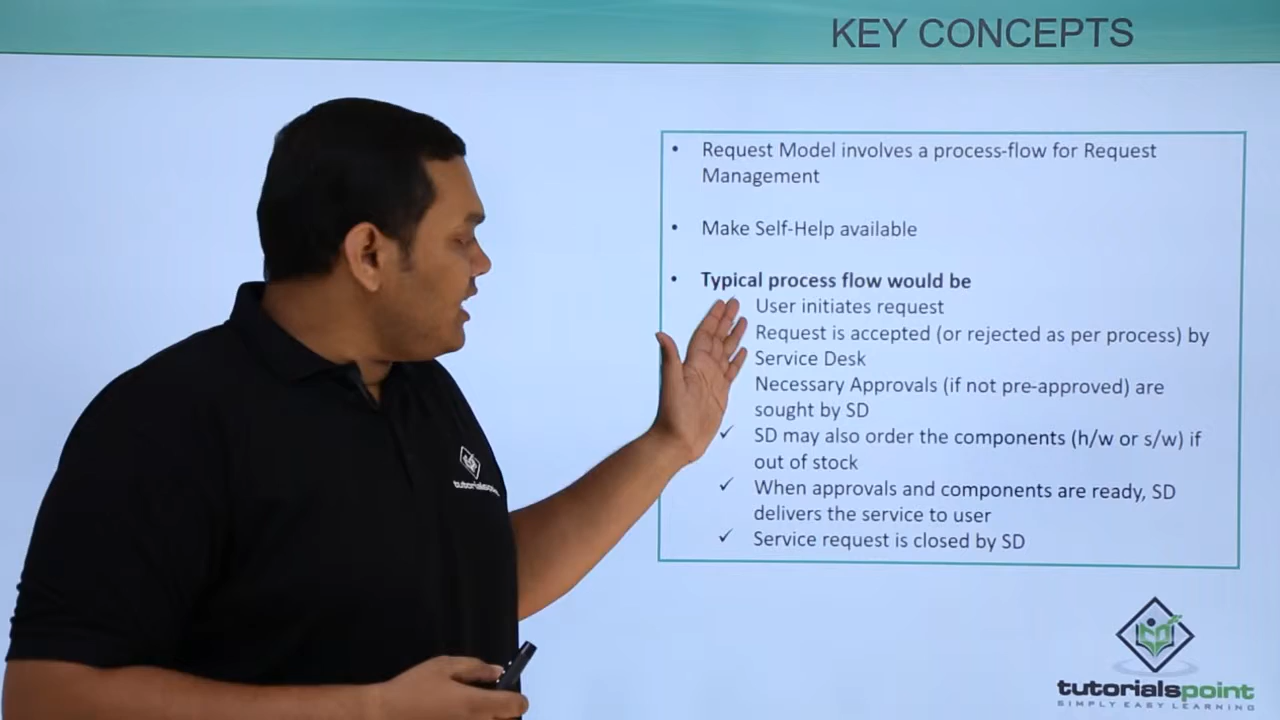 KEY CONCEPTS
• Request Model involves a process-flow for Request
Management
• Make Self-Help available
• Typical process flow would be
User initiates request
Request is accepted (or rejected as per process) by
Service Desk
Necessary Approvals (if not pre-approved) are
sought by SD
✓ SD may also order the components (h/w or s/w) if
out of stock
✓ When approvals and components are ready, SD
delivers the service to user
✓ Service request is closed by SD
tutorialspoint
tutorialspoint
SIMPLY EASY LEARNING